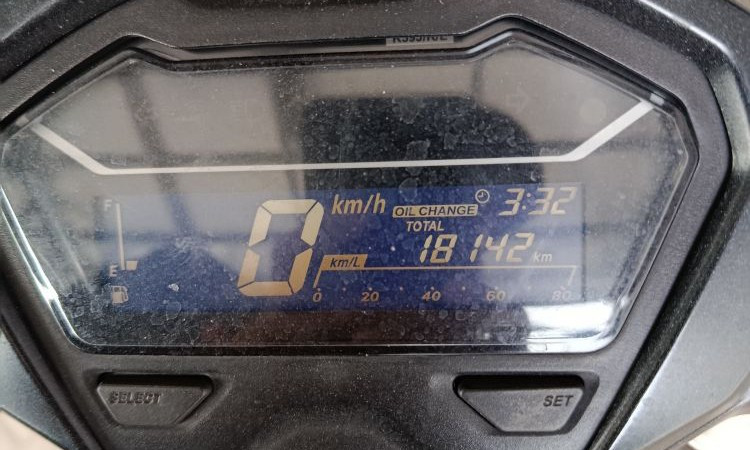 F
km/h
OIL CHANGE
3:32
0
TOTAL
18142 km
E
km/L
0 20 40 60 80
SELECT
SET